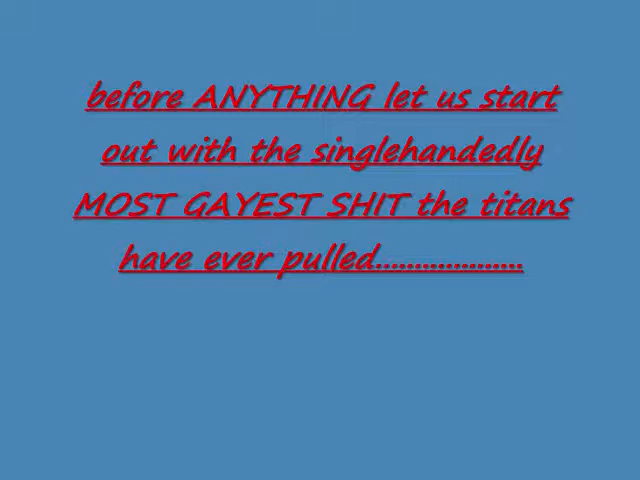 before ANYTHING let us start
out with the singlehandedly
MOST GAYEST SHIT the titans
have ever pulled...................